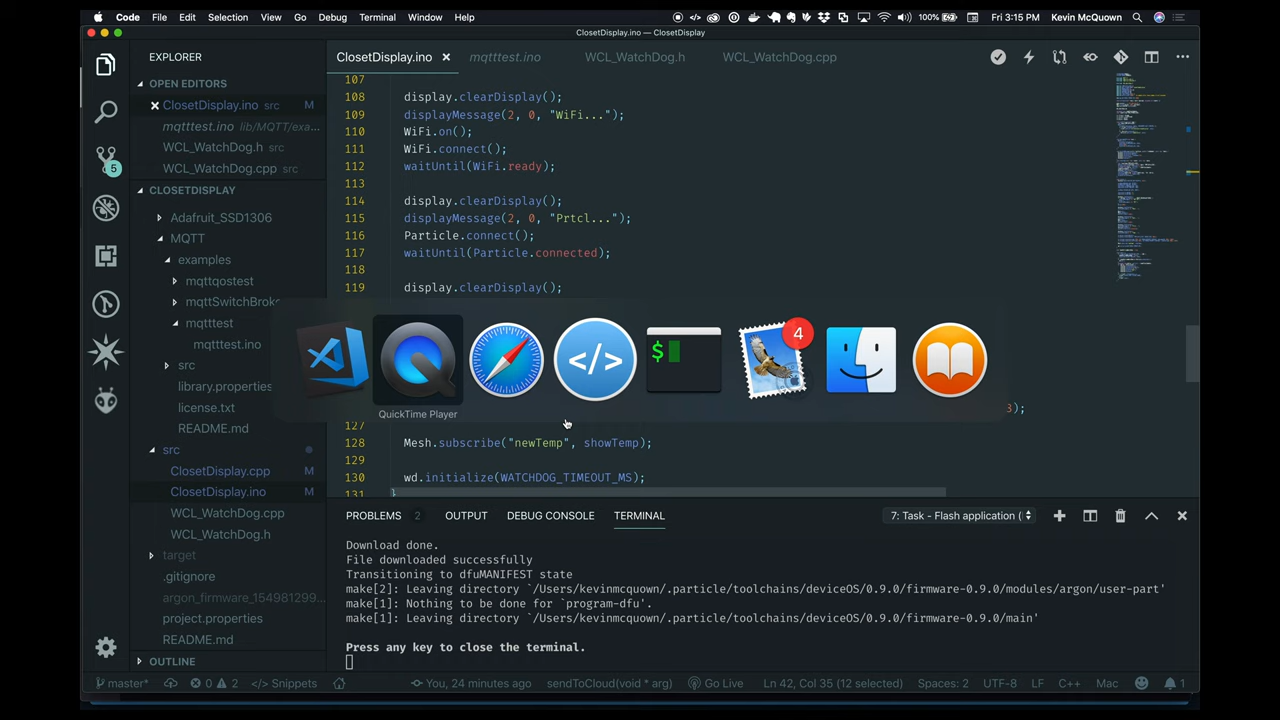 Code File Edit Selection View Go Debug Terminal Window Help 100% Fri 3:15 PM Kevin McQuown
ClosetDisplay.ino — ClosetDisplay
EXPLORER
OPEN EDITORS
ClosetDisplay.ino src M
mqtttest.ino lib/MQTT/exa...
WCL_WatchDog.h src
WCL_WatchDog.cpp src
5
CLOSETDISPLAY
Adafruit_SSD1306
MQTT
examples
mqttqostest
mqttSwitchBrok
mqtttest
mqtttest.ino
src
library.properties
license.txt
README.md
src
ClosetDisplay.cpp M
ClosetDisplay.ino M
WCL_WatchDog.cpp
WCL_WatchDog.h
target
.gitignore
argon_firmware_154981299...
project.properties
README.md
OUTLINE
ClosetDisplay.ino mqtttest.ino WCL_WatchDog.h WCL_WatchDog.cpp
107
108 display.clearDisplay();
109 displayMessage(2, 0, "WiFi...");
110 WiFi.on();
111 WiFi.connect();
112 waitUntil(WiFi.ready);
113
114 display.clearDisplay();
115 displayMessage(2, 0, "Prtcl...");
116 Particle.connect();
117 waitUntil(Particle.connected);
118
119 display.clearDisplay();
$ </> 4
QuickTime Player
3);
127
128 Mesh.subscribe("newTemp", showTemp);
129
130 wd.initialize(WATCHDOG_TIMEOUT_MS);
131 }
PROBLEMS 2 OUTPUT DEBUG CONSOLE TERMINAL 7: Task - Flash application (
Download done.
File downloaded successfully
Transitioning to dfuMANIFEST state
make[2]: Leaving directory `/Users/kevinmcquown/.particle/toolchains/deviceOS/0.9.0/firmware-0.9.0/modules/argon/user-part'
make[1]: Nothing to be done for `program-dfu'.
make[1]: Leaving directory `/Users/kevinmcquown/.particle/toolchains/deviceOS/0.9.0/firmware-0.9.0/main'
Press any key to close the terminal.
master* 0 2 </> Snippets You, 24 minutes ago sendToCloud(void * arg) Go Live Ln 42, Col 35 (12 selected) Spaces: 2 UTF-8 LF C++ Mac 1